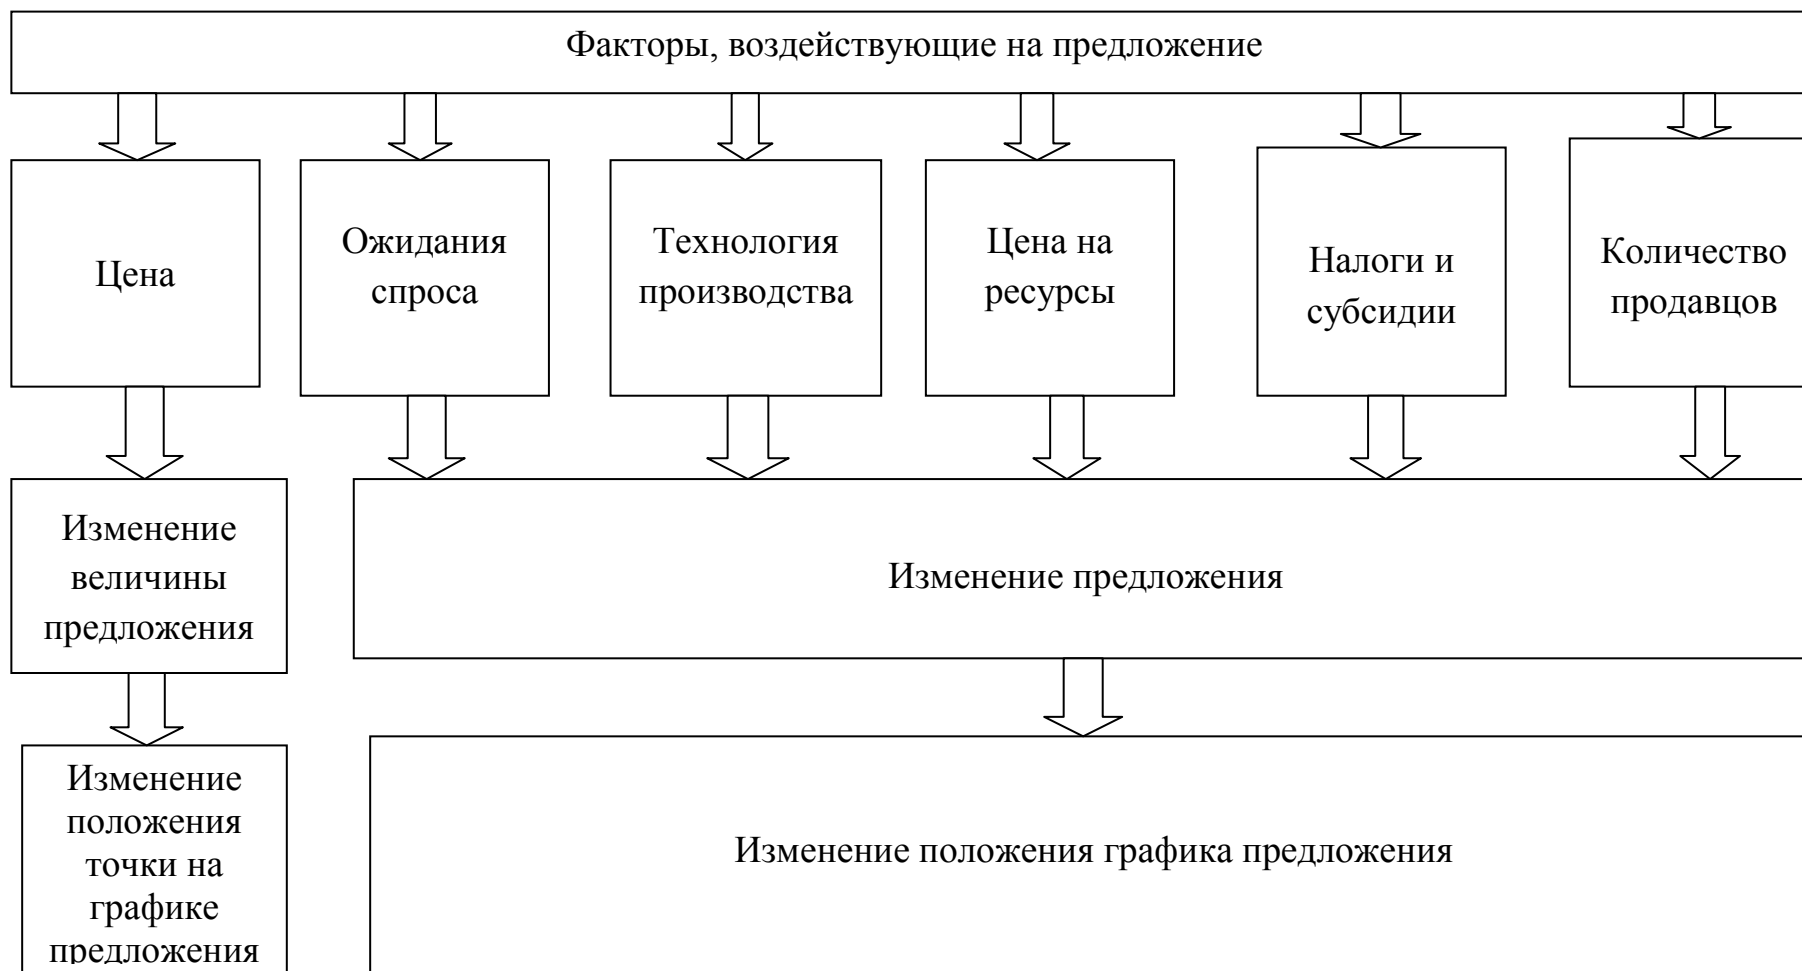 Факторы, воздействующие на предложение
Цена
Ожидания
спроса
Технология
производства
Цена на
ресурсы
Налоги и
субсидии
Количество
продавцов
Изменение
величины
предложения
Изменение предложения
Изменение
положения
точки на
графике
предложения
Изменение положения графика предложения